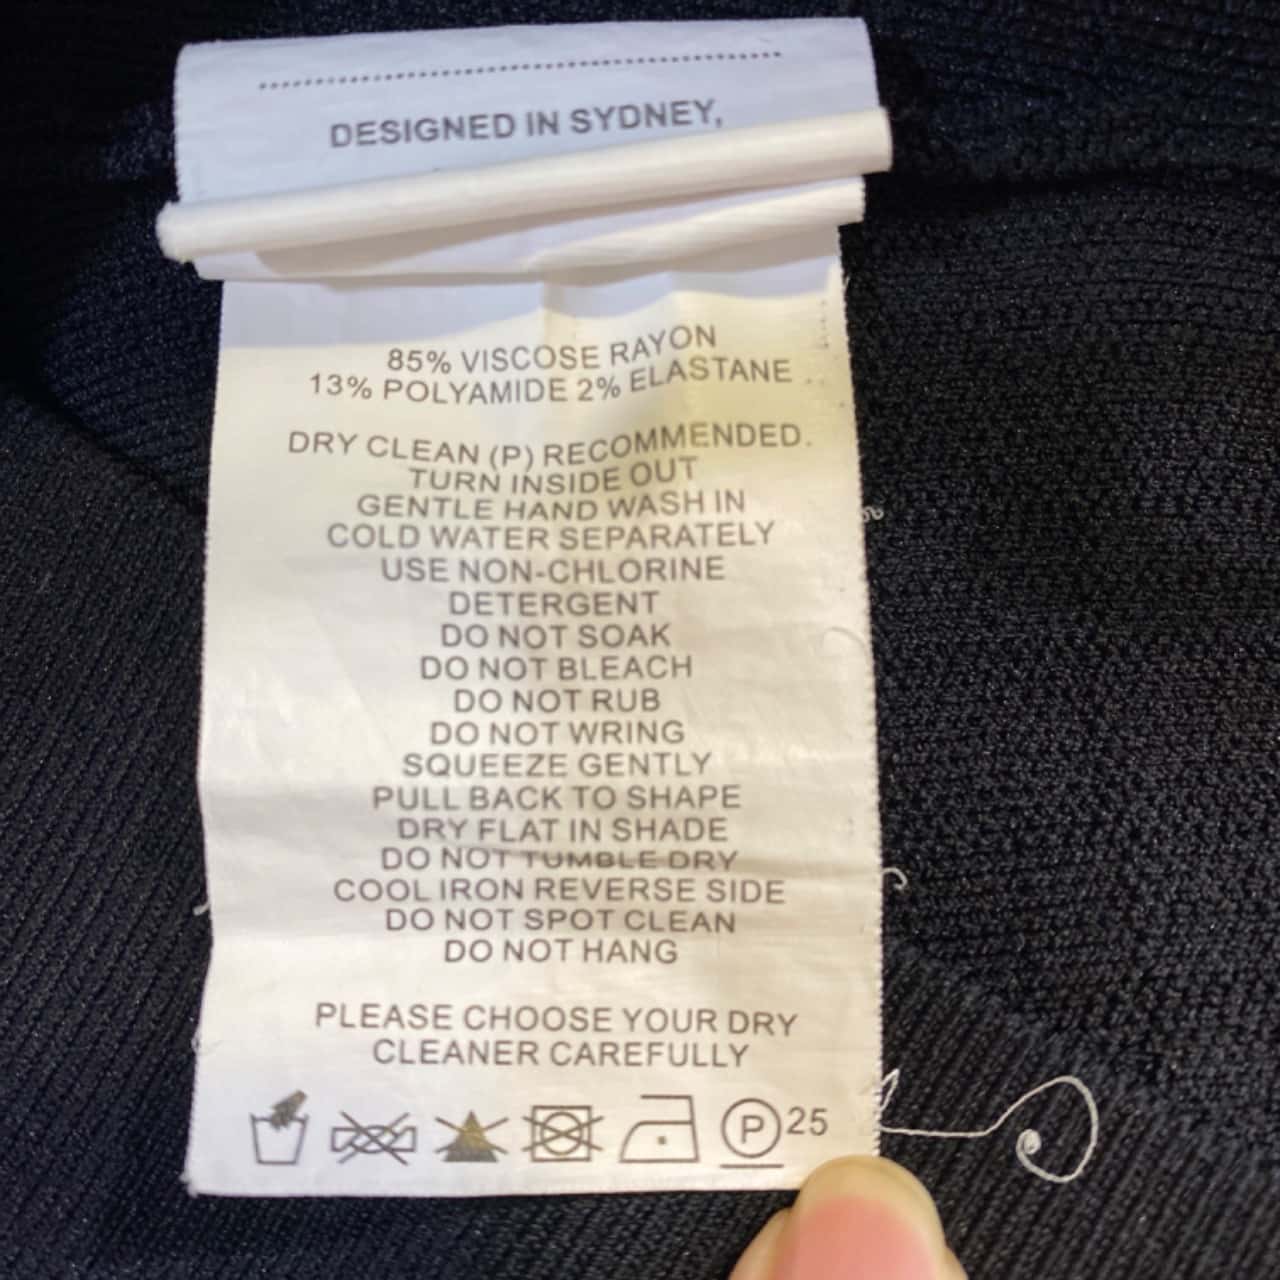 DESIGNED IN SYDNEY,
85% VISCOSE RAYON
13% POLYAMIDE 2% ELASTANE
DRY CLEAN (P) RECOMMENDED.
TURN INSIDE OUT
GENTLE HAND WASH IN
COLD WATER SEPARATELY
USE NON-CHLORINE
DETERGENT
DO NOT SOAK
DO NOT BLEACH
DO NOT RUB
DO NOT WRING
SQUEEZE GENTLY
PULL BACK TO SHAPE
DRY FLAT IN SHADE
DO NOT TUMBLE DRY
COOL IRON REVERSE SIDE
DO NOT SPOT CLEAN
DO NOT HANG
PLEASE CHOOSE YOUR DRY
CLEANER CAREFULLY
P 25